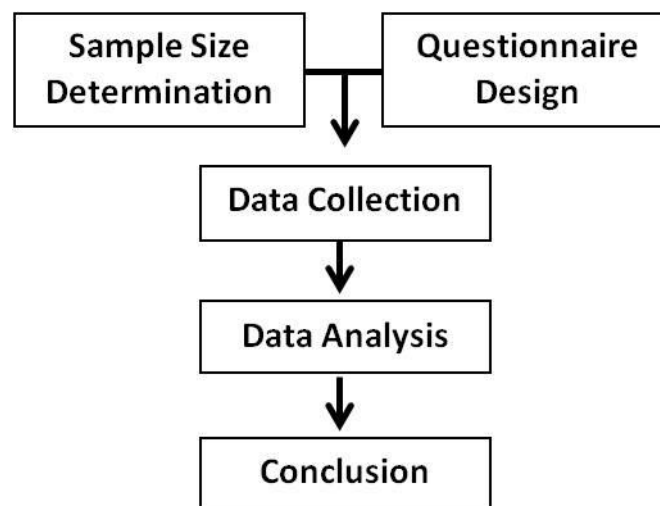 Sample Size
Determination
Questionnaire
Design
Data Collection
Data Analysis
Conclusion